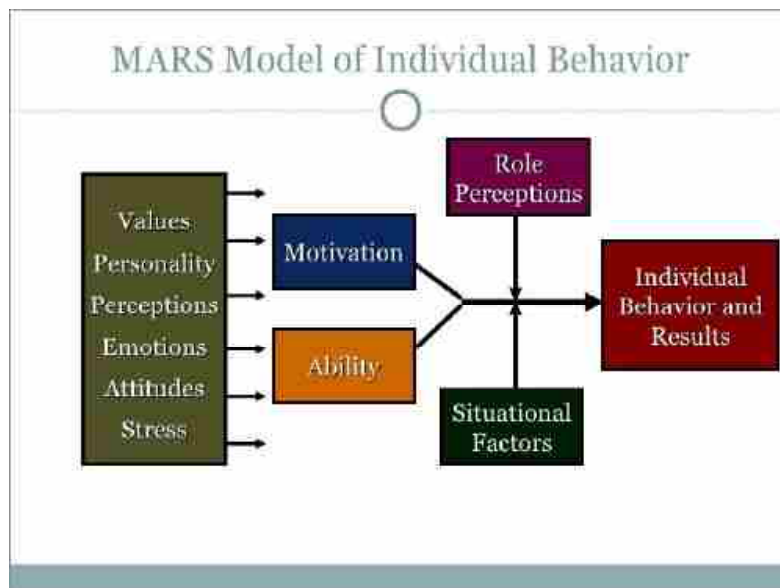 MARS Model of Individual Behavior
Values
Personality
Perceptions
Emotions
Attitudes
Stress
Motivation
Ability
Role
Perceptions
Situational
Factors
Individual
Behavior and
Results